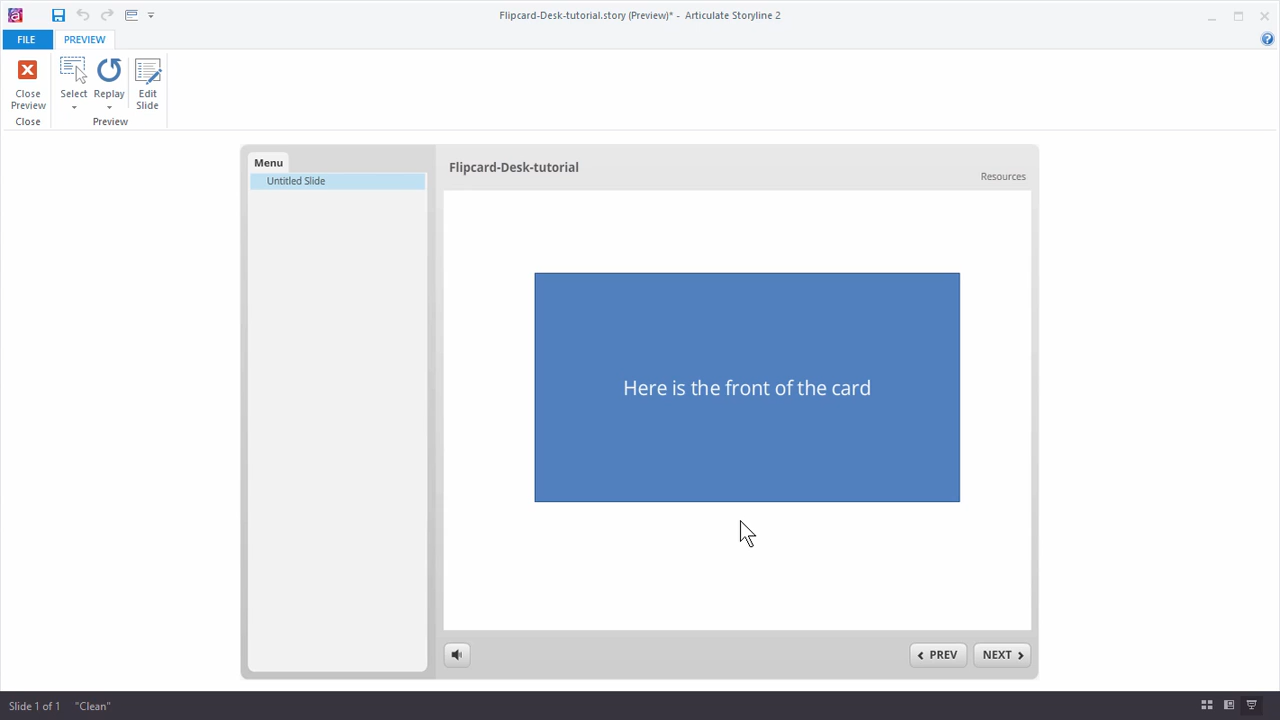 Flipcard-Desk-tutorial.story (Preview)* - Articulate Storyline 2
FILE
PREVIEW
Close Preview
Select
Replay
Edit Slide
Close
Preview
Menu
Untitled Slide
Flipcard-Desk-tutorial
Resources
Here is the front of the card
PREV
NEXT
Slide 1 of 1
"Clean"